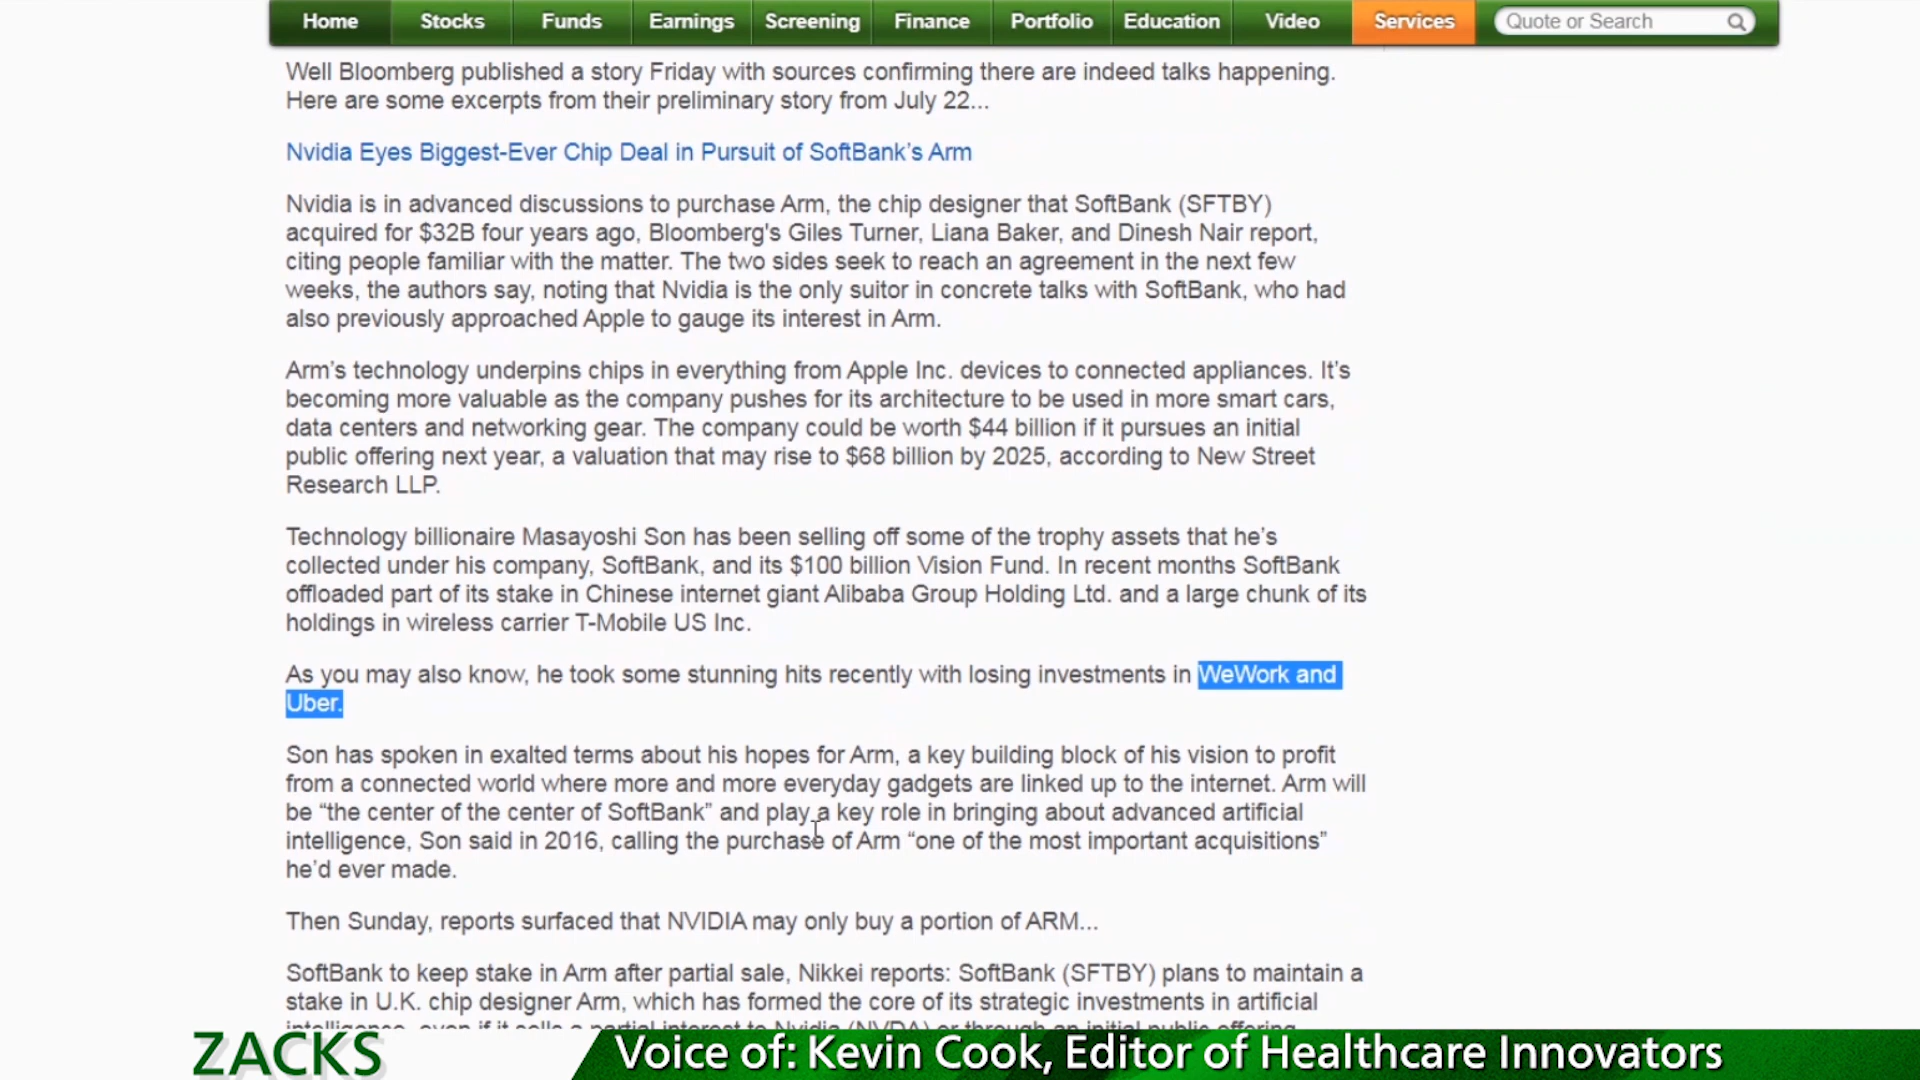 Home Stocks Funds Earnings Screening Finance Portfolio Education Video Services Quote or Search
Well Bloomberg published a story Friday with sources confirming there are indeed talks happening.
Here are some excerpts from their preliminary story from July 22...
Nvidia Eyes Biggest-Ever Chip Deal in Pursuit of SoftBank's Arm
Nvidia is in advanced discussions to purchase Arm, the chip designer that SoftBank (SFTBY)
acquired for $32B four years ago, Bloomberg's Giles Turner, Liana Baker, and Dinesh Nair report,
citing people familiar with the matter. The two sides seek to reach an agreement in the next few
weeks, the authors say, noting that Nvidia is the only suitor in concrete talks with SoftBank, who had
also previously approached Apple to gauge its interest in Arm.
Arm's technology underpins chips in everything from Apple Inc. devices to connected appliances. It's
becoming more valuable as the company pushes for its architecture to be used in more smart cars,
data centers and networking gear. The company could be worth $44 billion if it pursues an initial
public offering next year, a valuation that may rise to $68 billion by 2025, according to New Street
Research LLP.
Technology billionaire Masayoshi Son has been selling off some of the trophy assets that he's
collected under his company, SoftBank, and its $100 billion Vision Fund. In recent months SoftBank
offloaded part of its stake in Chinese internet giant Alibaba Group Holding Ltd. and a large chunk of its
holdings in wireless carrier T-Mobile US Inc.
As you may also know, he took some stunning hits recently with losing investments in WeWork and
Uber.
Son has spoken in exalted terms about his hopes for Arm, a key building block of his vision to profit
from a connected world where more and more everyday gadgets are linked up to the internet. Arm will
be “the center of the center of SoftBank” and play a key role in bringing about advanced artificial
intelligence, Son said in 2016, calling the purchase of Arm “one of the most important acquisitions”
he'd ever made.
Then Sunday, reports surfaced that NVIDIA may only buy a portion of ARM...
SoftBank to keep stake in Arm after partial sale, Nikkei reports: SoftBank (SFTBY) plans to maintain a
stake in U.K. chip designer Arm, which has formed the core of its strategic investments in artificial
intelligence, even if it sells a partial interest to Nvidia (NVDA) or through an initial public offering
ZACKS Voice of: Kevin Cook, Editor of Healthcare Innovators